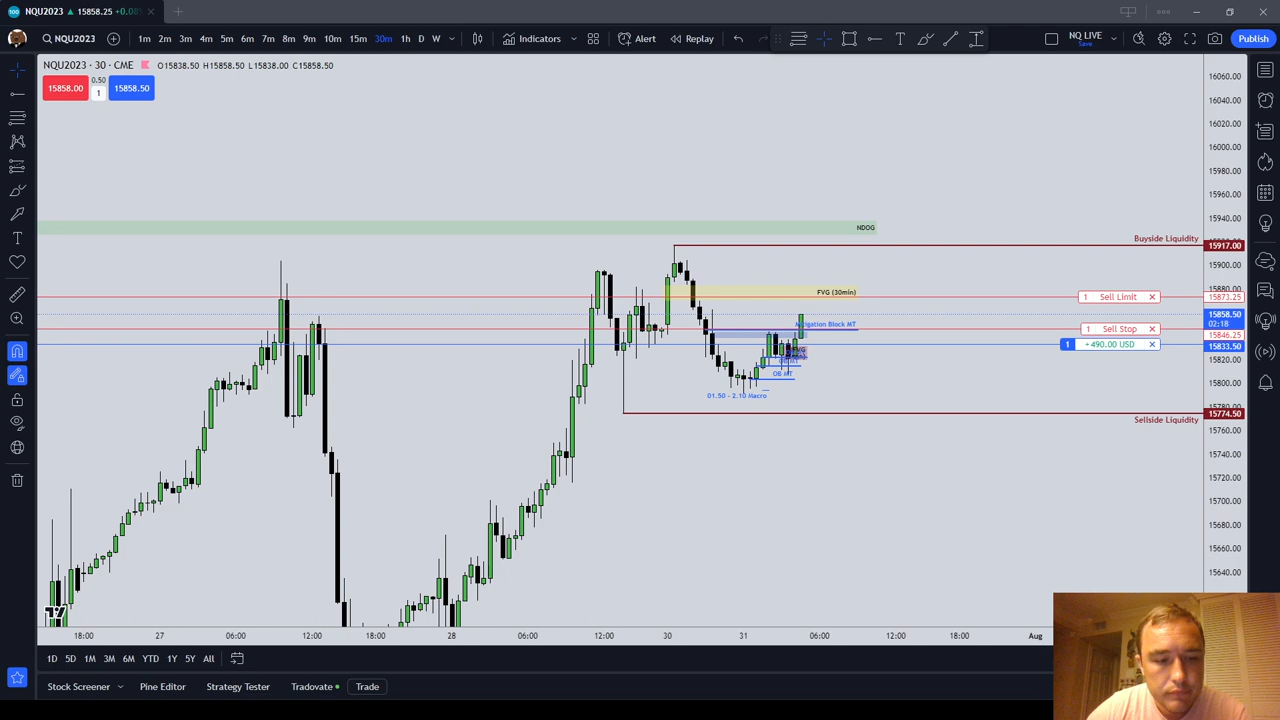 NQU2023 ▲ 15858.25 +0.08%
NQU2023 1m 2m 3m 4m 5m 6m 7m 8m 9m 10m 15m 30m 1h D W Indicators Alert Replay NQ LIVE Save Publish
NQU2023 · 30 · CME O15838.50 H15858.50 L15838.00 C15858.50
15858.00 0.50 1 15858.50
16060.00
16040.00
16020.00
16000.00
15980.00
15960.00
15940.00
NDOG
Buyside Liquidity
15917.00
15900.00
15880.00
FVG (30min)
1 Sell Limit 15873.25
15858.50
02:18
Mitigation Block MT
1 Sell Stop 15846.25
1 +490.00 USD 15833.50
15820.00
OB MT
15800.00
01.50 - 2.10 Macro
15774.50
Sellside Liquidity
15760.00
15740.00
15720.00
15700.00
15680.00
15660.00
15640.00
18:00 27 06:00 12:00 18:00 28 06:00 12:00 30 31 06:00 12:00 18:00 Aug
1D 5D 1M 3M 6M YTD 1Y 5Y All
Stock Screener Pine Editor Strategy Tester Tradovate Trade